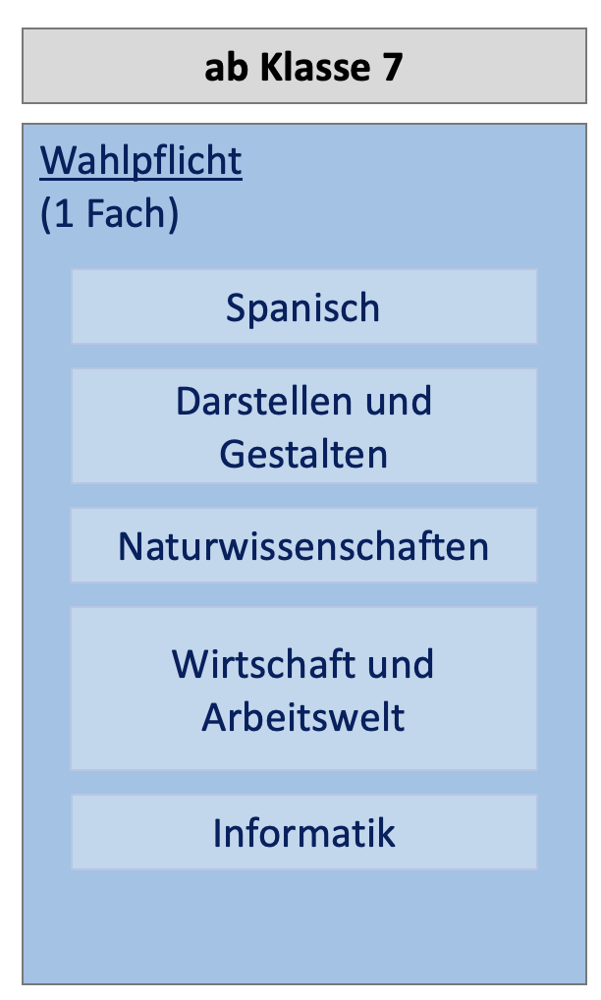 ab Klasse 7
Wahlpflicht
(1 Fach)
Spanisch
Darstellen und
Gestalten
Naturwissenschaften
Wirtschaft und
Arbeitswelt
Informatik